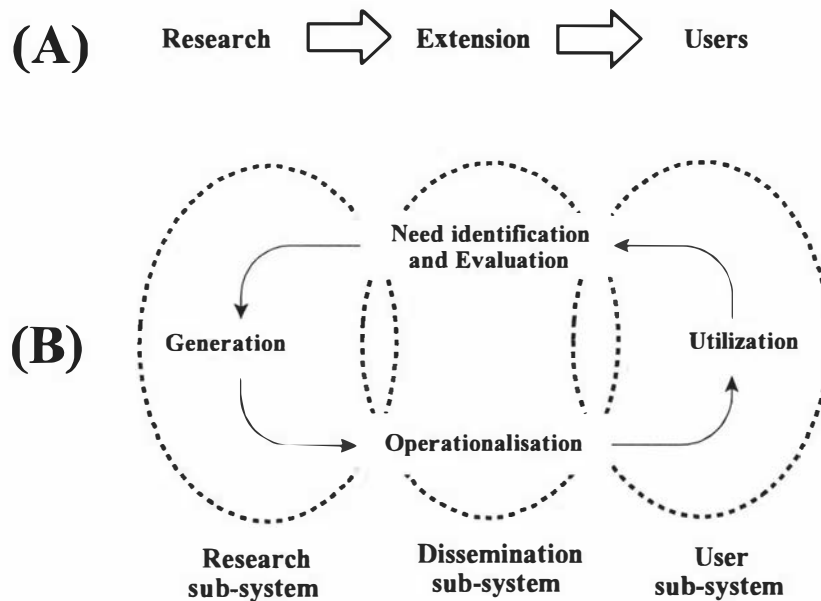 (A) Research Extension Users
Need identification
and Evaluation
(B) Generation Utilization
Operationalisation
Research Dissemination User
sub-system sub-system sub-system